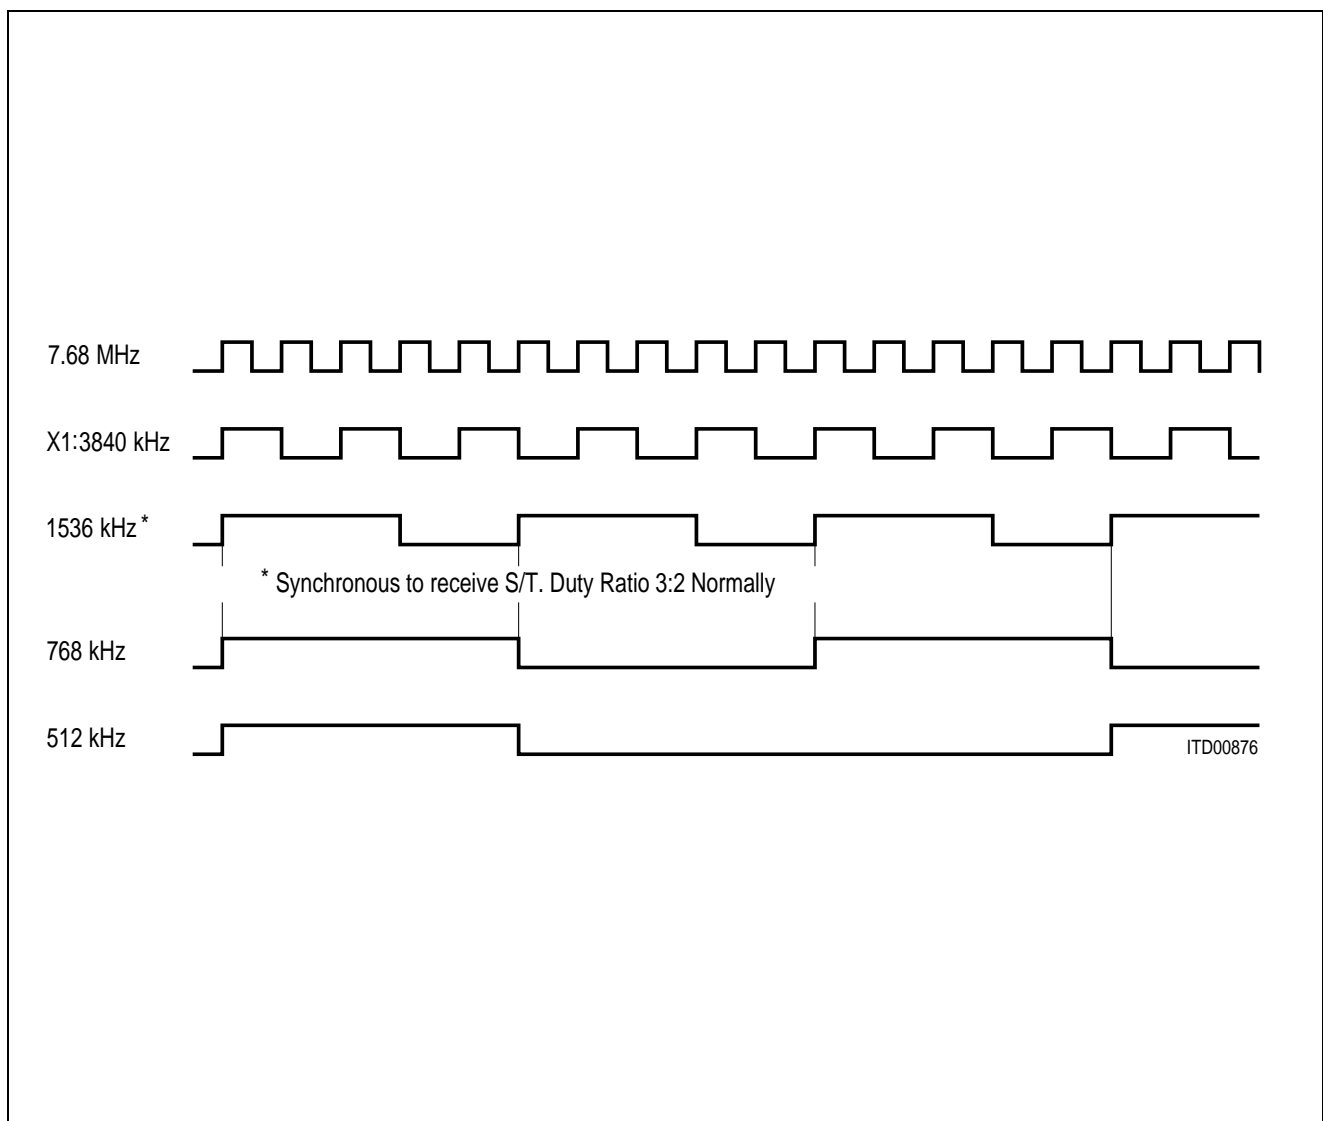 7.68 MHz
X1:3840 kHz
1536 kHz *
* Synchronous to receive S/T. Duty Ratio 3:2 Normally
768 kHz
512 kHz
ITD00876